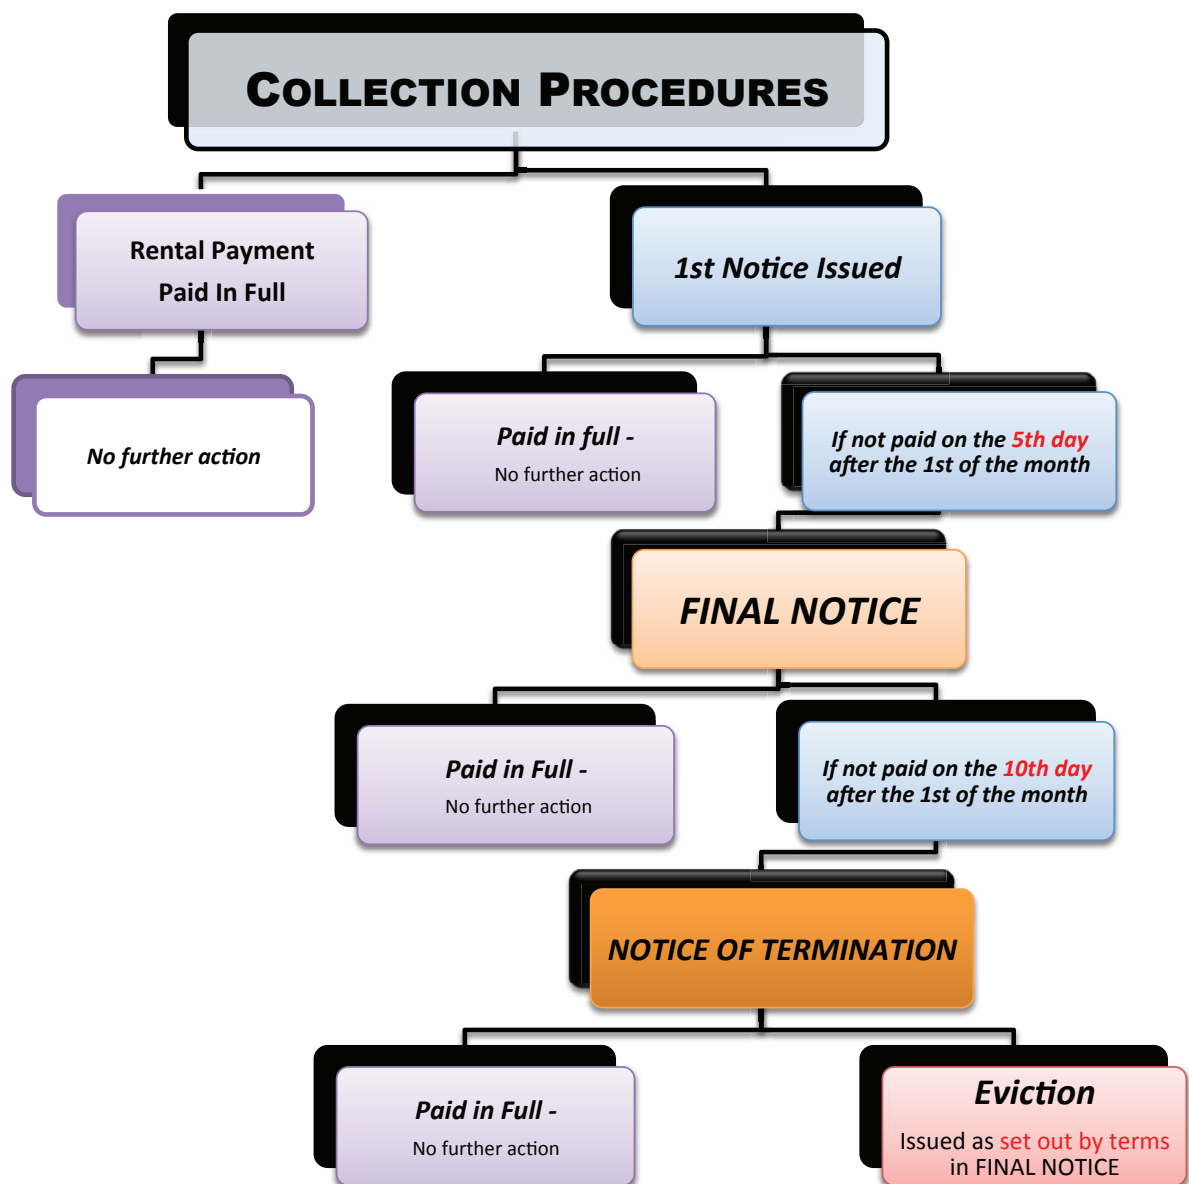 COLLECTION PROCEDURES
Rental Payment
Paid In Full
1st Notice Issued
No further action
Paid in full -
No further action
If not paid on the 5th day
after the 1st of the month
FINAL NOTICE
Paid in Full -
No further action
If not paid on the 10th day
after the 1st of the month
NOTICE OF TERMINATION
Paid in Full -
No further action
Eviction
Issued as set out by terms
in FINAL NOTICE